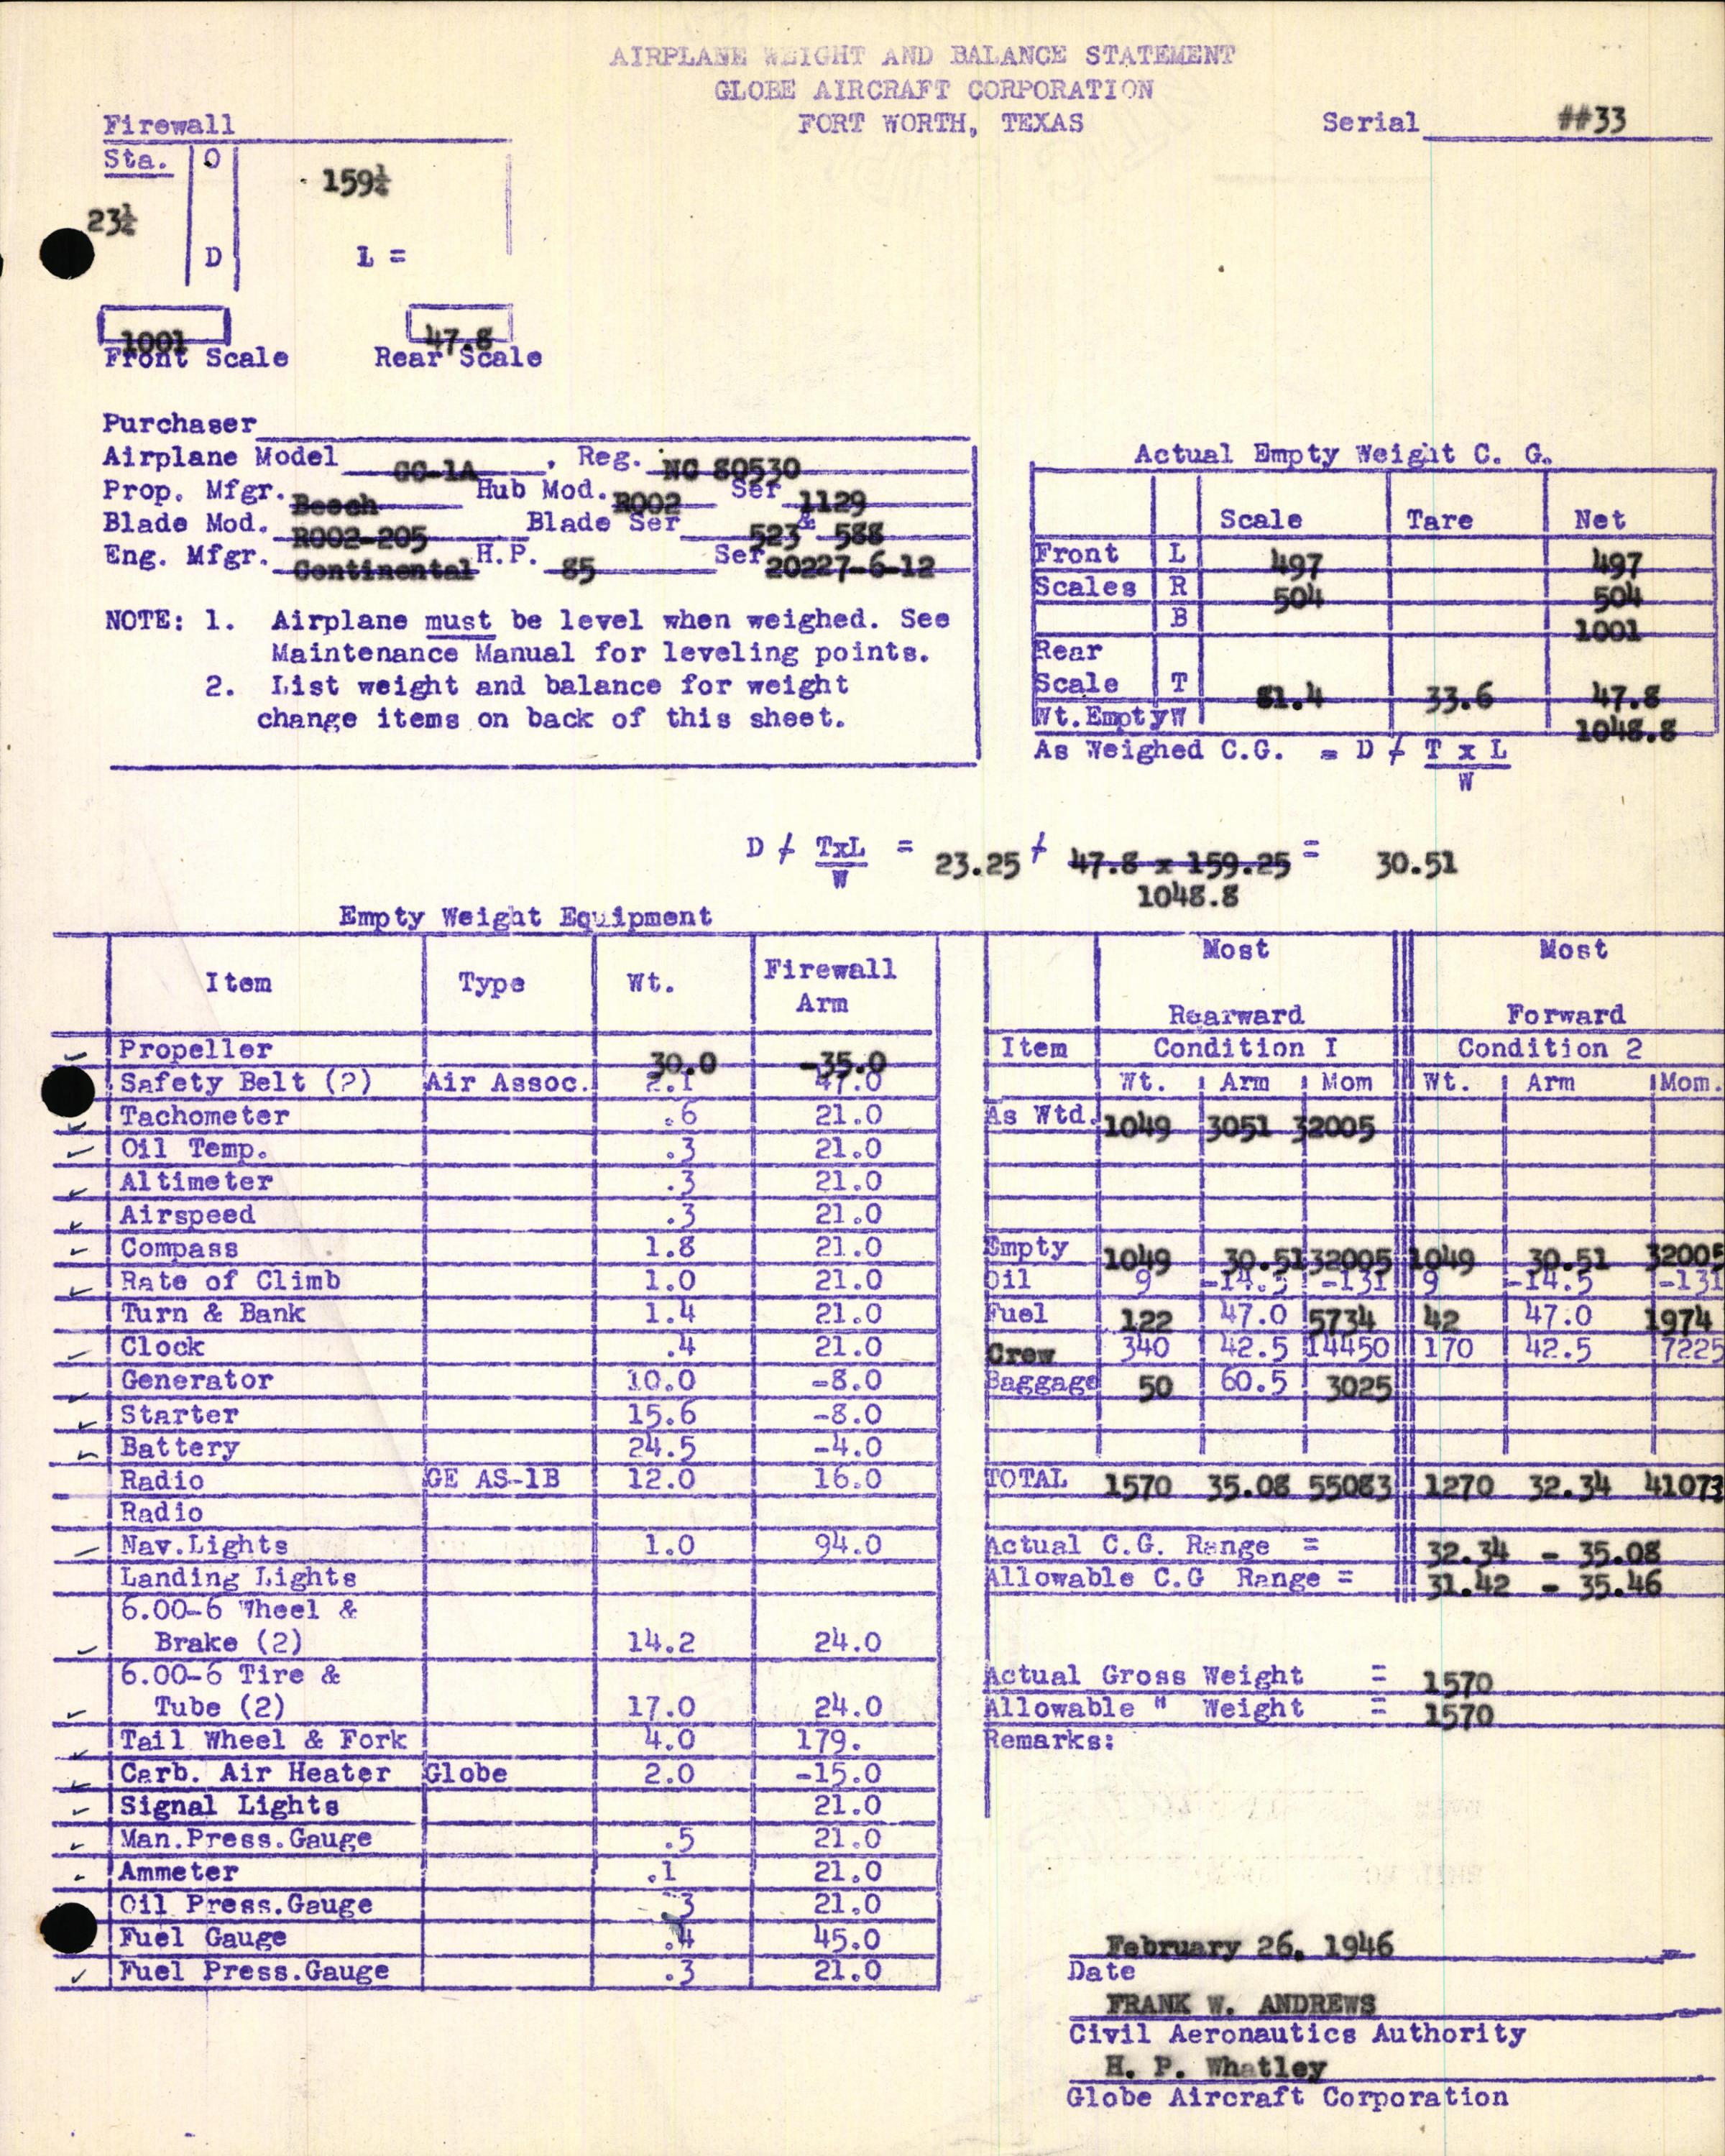 AIRPLANE WEIGHT AND BALANCE STATEMENT
GLOBE AIRCRAFT CORPORATION
FORT WORTH, TEXAS
Serial ##33
Firewall
Sta. O
159¼
23¼
D L =
1001 47.8
Front Scale Rear Scale
Purchaser
Airplane Model GC-1A, Reg. NC 80530
Prop. Mfgr. Beech Hub Mod. R002 Ser 1129
Blade Mod. R002-205 Blade Ser 523 & 588
Eng. Mfgr. Continental H.P. 85 Ser 20227-6-12
NOTE: 1. Airplane must be level when weighed. See
Maintenance Manual for leveling points.
2. List weight and balance for weight
change items on back of this sheet.
Actual Empty Weight C. G.
Scale Tare Net
Front L 497 497
Scales R 504 504
B 1001
Rear
Scale T 81.4 33.6 47.8
Wt.Empty W 1048.8
As Weighed C.G. = D ≠ T x L
W
D ≠ TxL = 23.25 ≠ 47.8 x 159.25 = 30.51
W 1048.8
Empty Weight Equipment
Item Type Wt. Firewall Arm
Propeller 30.0 -35.0
Safety Belt (2) Air Assoc. 2.1 47.0
Tachometer .6 21.0
Oil Temp. .3 21.0
Altimeter .3 21.0
Airspeed .3 21.0
Compass 1.8 21.0
Rate of Climb 1.0 21.0
Turn & Bank 1.4 21.0
Clock .4 21.0
Generator 10.0 -8.0
Starter 15.6 -8.0
Battery 24.5 -4.0
Radio GE AS-1B 12.0 16.0
Radio
Nav.Lights 1.0 94.0
Landing Lights
6.00-6 Wheel &
Brake (2) 14.2 24.0
6.00-6 Tire &
Tube (2) 17.0 24.0
Tail Wheel & Fork 4.0 179.
Carb. Air Heater Globe 2.0 -15.0
Signal Lights 21.0
Man.Press.Gauge .5 21.0
Ammeter .1 21.0
Oil Press.Gauge 3 21.0
Fuel Gauge .4 45.0
Fuel Press.Gauge .3 21.0
Most Most
Rearward Forward
Item Condition I Condition 2
Wt. Arm Mom Wt. Arm Mom.
As Wtd. 1049 3051 32005
Empty 1049 30.51 32005 1049 30.51 32005
Oil 9 -14.5 -131 9 -14.5 -131
Fuel 122 47.0 5734 42 47.0 1974
Crew 340 42.5 14450 170 42.5 7225
Baggage 50 60.5 3025
TOTAL 1570 35.08 55083 1270 32.34 41073
Actual C.G. Range = 32.34 - 35.08
Allowable C.G Range = 31.42 - 35.46
Actual Gross Weight = 1570
Allowable " Weight = 1570
Remarks:
February 26, 1946
Date
FRANK W. ANDREWS
Civil Aeronautics Authority
H. P. Whatley
Globe Aircraft Corporation